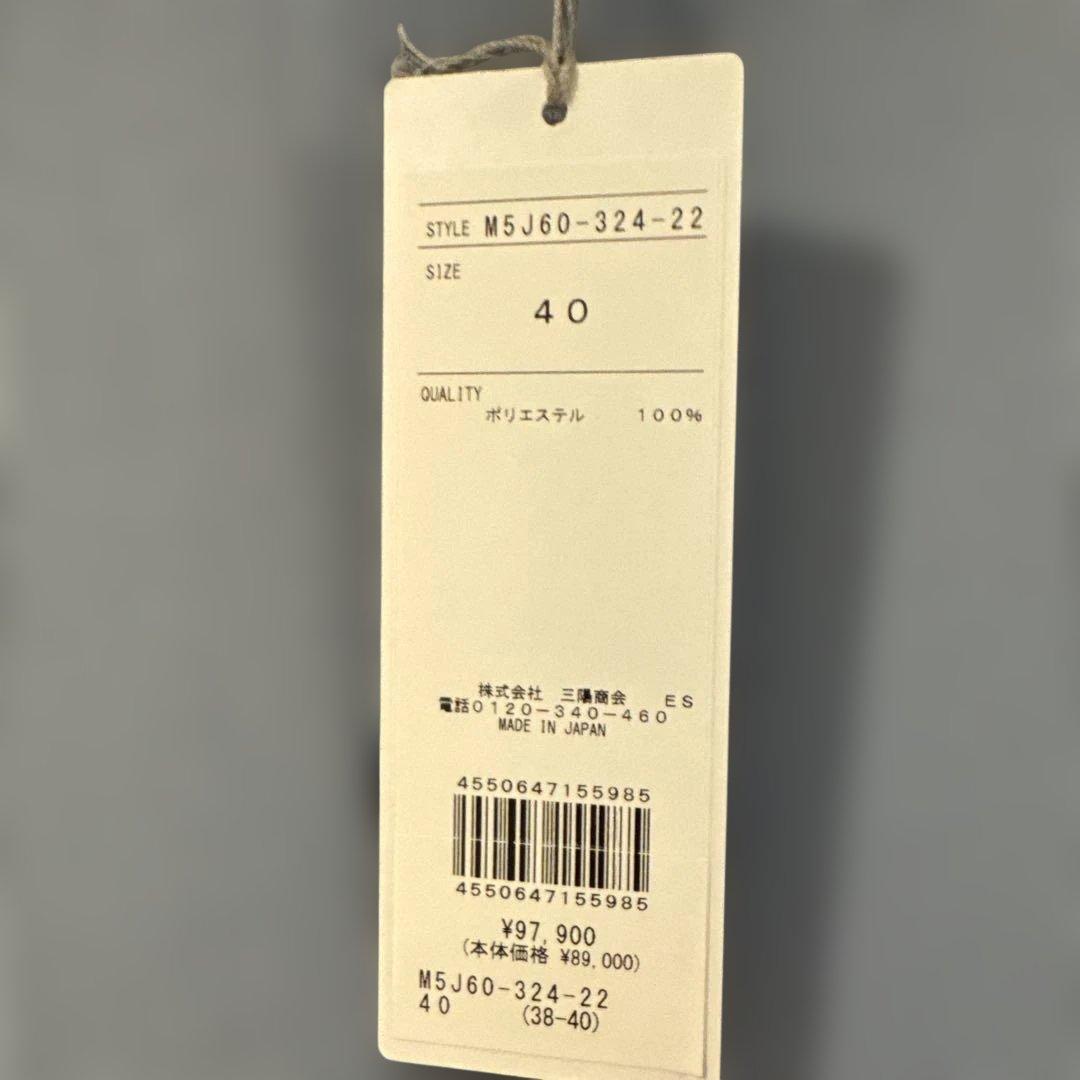 STYLE M5J60-324-22
SIZE
40
QUALITY
ポリエステル 100%
株式会社 三陽商会 ES
電話0120-340-460
MADE IN JAPAN
4550647155985
4550647155985
¥97,900
(本体価格 ¥89,000)
M5J60-324-22
40 (38-40)